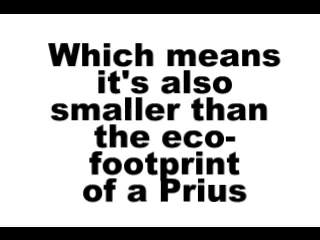 Which means
it's also
smaller than
the eco-
footprint
of a Prius